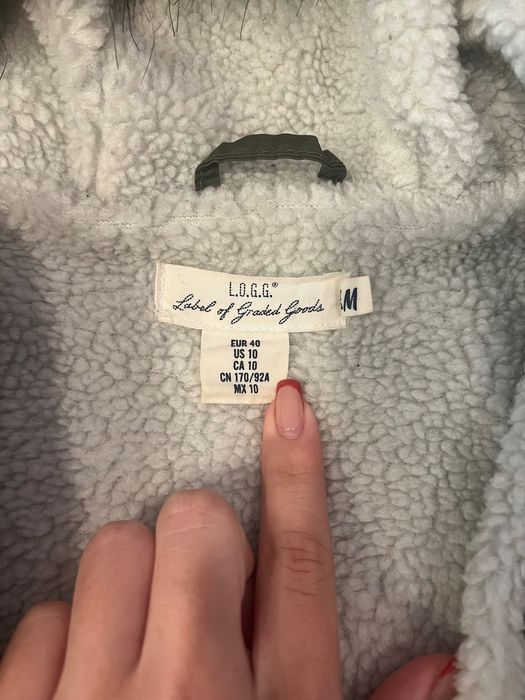 L.O.G.G.®
Label of Graded Goods
EUR 40
US 10
CA 10
CN 170/92A
MX 10